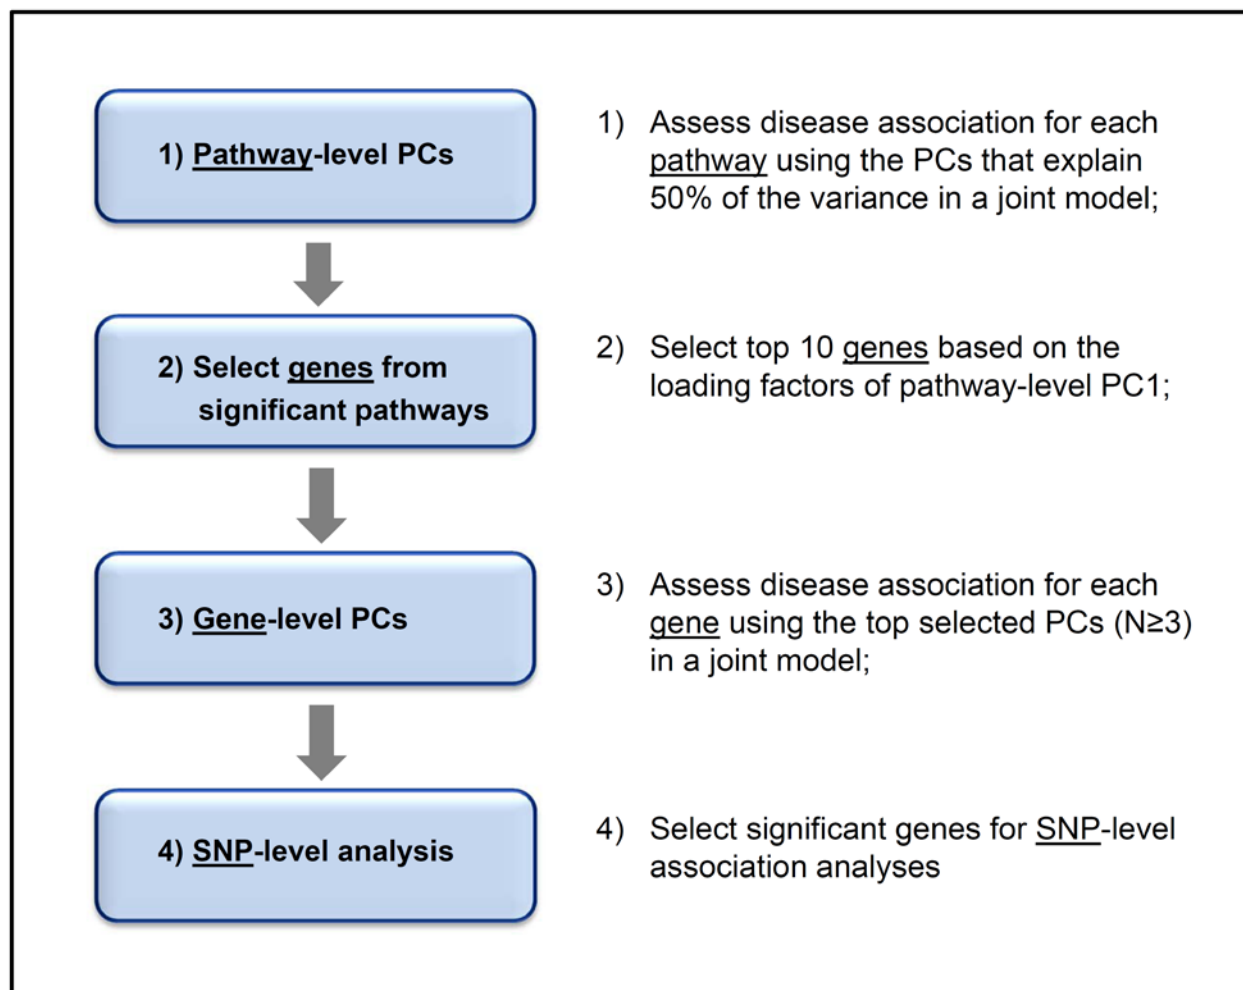 1) Pathway-level PCs
1) Assess disease association for each
pathway using the PCs that explain
50% of the variance in a joint model;
2) Select genes from
significant pathways
2) Select top 10 genes based on the
loading factors of pathway-level PC1;
3) Gene-level PCs
3) Assess disease association for each
gene using the top selected PCs (N≥3)
in a joint model;
4) SNP-level analysis
4) Select significant genes for SNP-level
association analyses